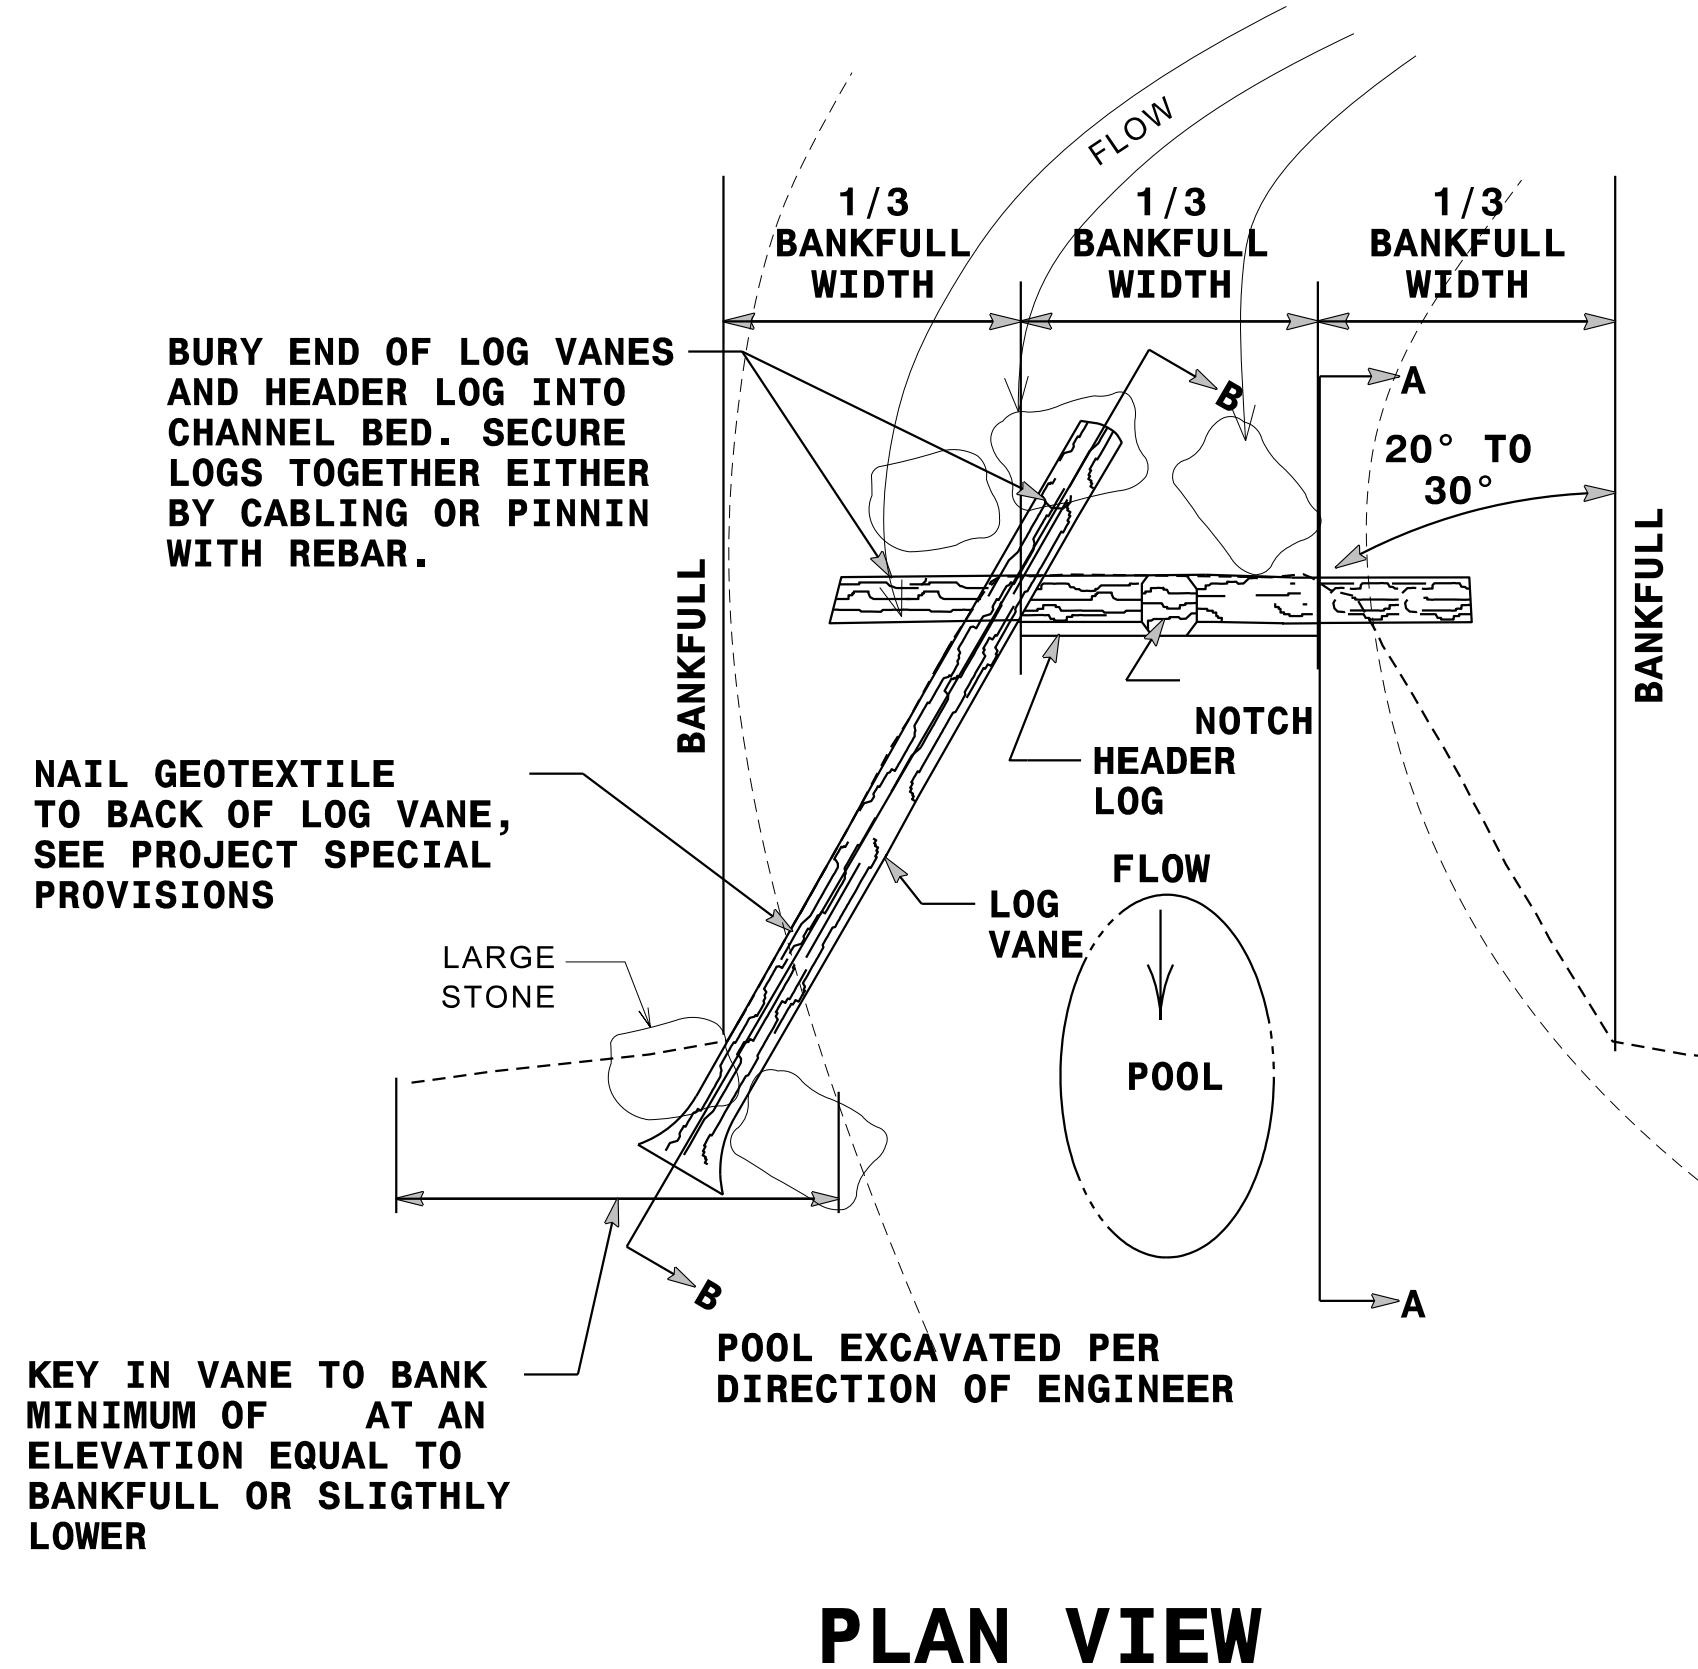 FLOW
1/3
BANKFULL
WIDTH
1/3
BANKFULL
WIDTH
1/3
BANKFULL
WIDTH
BURY END OF LOG VANES
AND HEADER LOG INTO
CHANNEL BED. SECURE
LOGS TOGETHER EITHER
BY CABLING OR PINNIN
WITH REBAR.
B
A
20° TO
30°
BANKFULL
BANKFULL
NOTCH
HEADER
LOG
NAIL GEOTEXTILE
TO BACK OF LOG VANE,
SEE PROJECT SPECIAL
PROVISIONS
FLOW
LOG
VANE
LARGE
STONE
POOL
B
A
POOL EXCAVATED PER
DIRECTION OF ENGINEER
KEY IN VANE TO BANK
MINIMUM OF    AT AN
ELEVATION EQUAL TO
BANKFULL OR SLIGTHLY
LOWER
PLAN VIEW